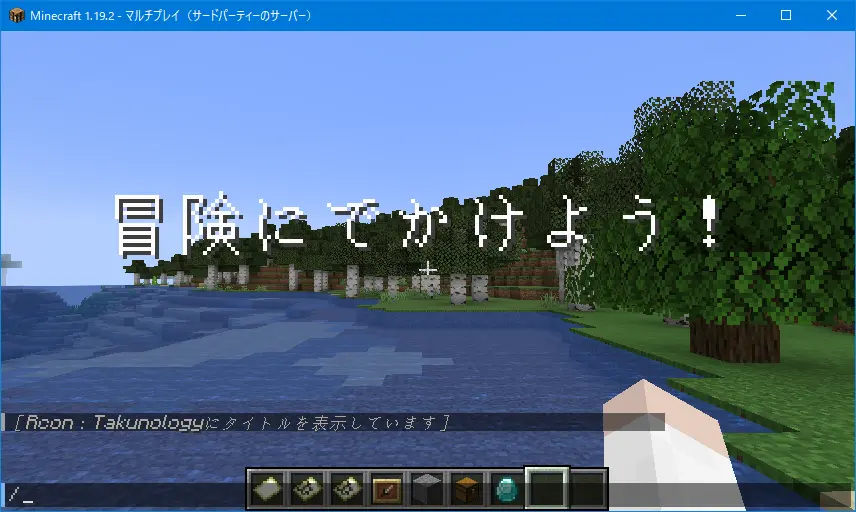 Minecraft 1.19.2 - マルチプレイ（サードパーティーのサーバー）
冒険にでかけよう！
[Rcon：Takunologyにタイトルを表示しています]
/_